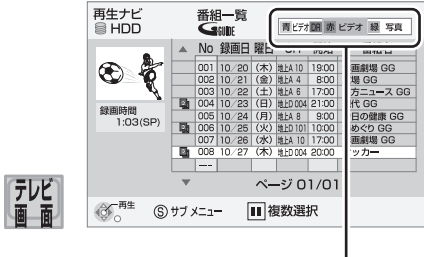 再生ナビ
HDD
番組一覧
GGUIDE
青 ビデオDR 赤 ビデオ 緑 写真
No 録画日 曜日
001 10/20 (木) 地上A 10 19:00 画劇場 GG
002 10/21 (金) 地上A 4 8:00 場 GG
003 10/22 (土) 地上A 6 17:00 方ニュース GG
004 10/23 (日) 地上D 004 21:00 代 GG
005 10/24 (月) 地上A 8 9:00 日の健康 GG
006 10/25 (火) 地上D 101 10:00 めぐり GG
007 10/26 (水) 地上A 10 17:00 画劇場 GG
008 10/27 (木) 地上D 004 20:00 ッカー
---
録画時間
1:03(SP)
ページ 01/01
再生
Ⓢ サブ メニュー
複数選択
テレビ
画面